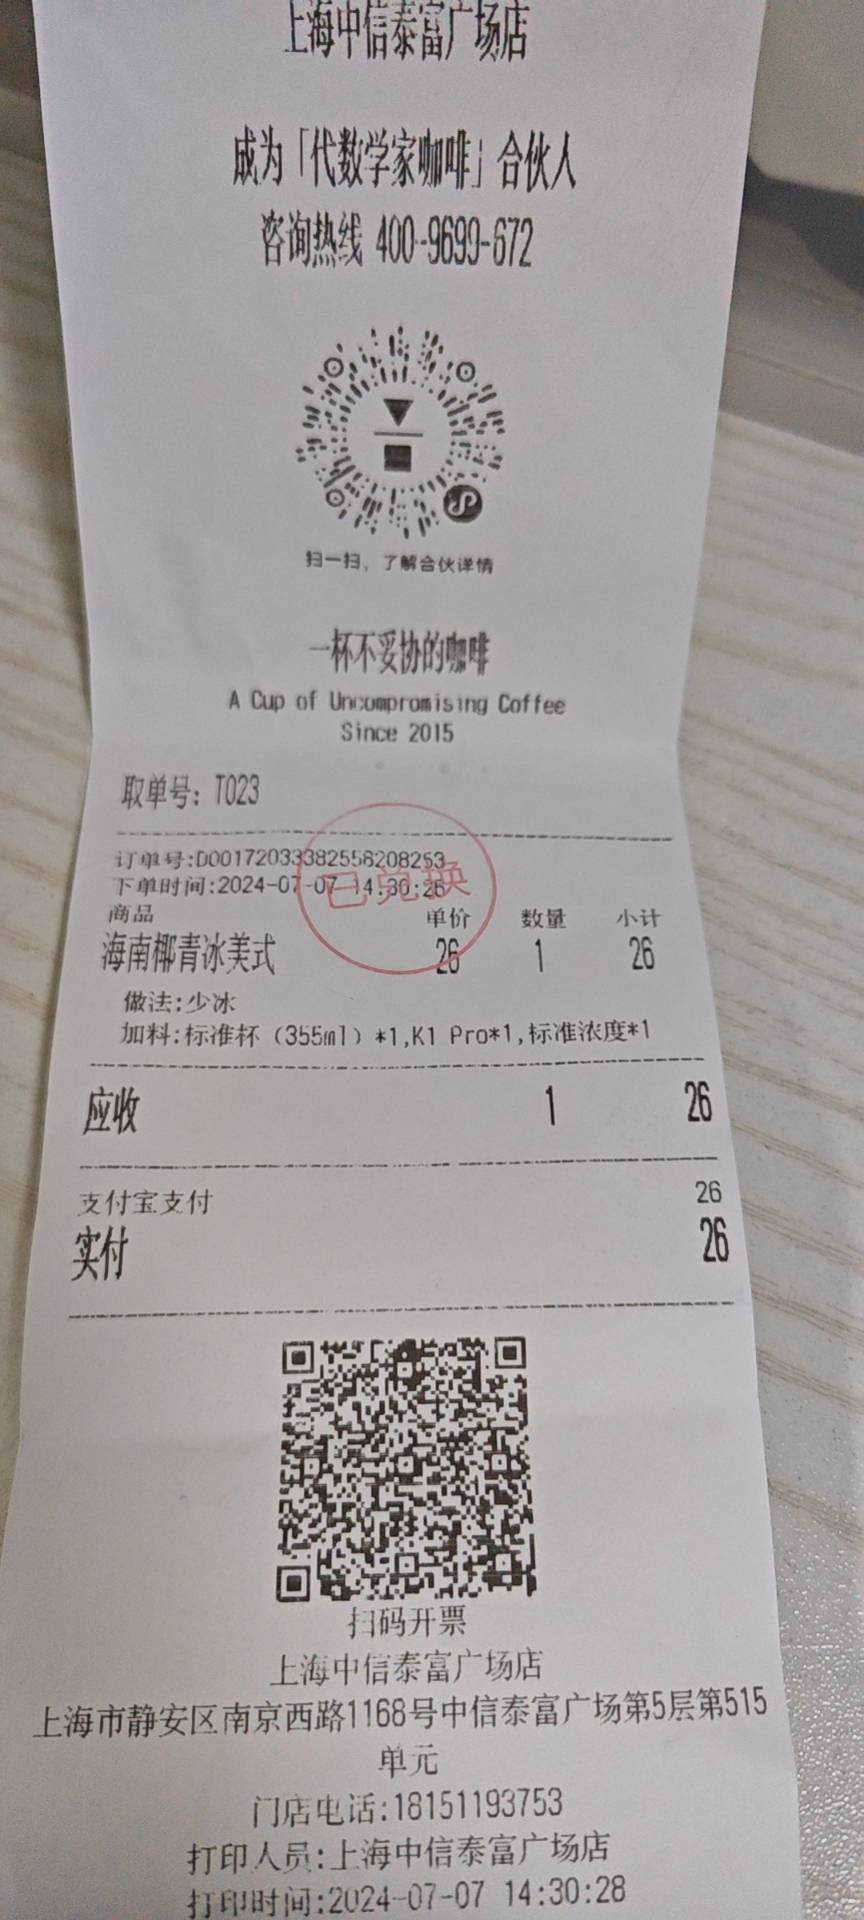 上海中信泰富广场店
成为「代数学家咖啡」合伙人
咨询热线 400-9699-672
扫一扫，了解合伙详情
一杯不妥协的咖啡
A Cup of Uncompromising Coffee
Since 2015
取单号: T023
订单号:D001720333825582082​53
下单时间:2024-07-07 14:30:26
已兑换
商品 单价 数量 小计
海南椰青冰美式 26 1 26
做法:少冰
加料:标准杯（355ml）*1,K1 Pro*1,标准浓度*1
应收 1 26
支付宝支付 26
实付 26
扫码开票
上海中信泰富广场店
上海市静安区南京西路1168号中信泰富广场第5层第515
单元
门店电话:18151193753
打印人员:上海中信泰富广场店
打印时间:2024-07-07 14:30:28